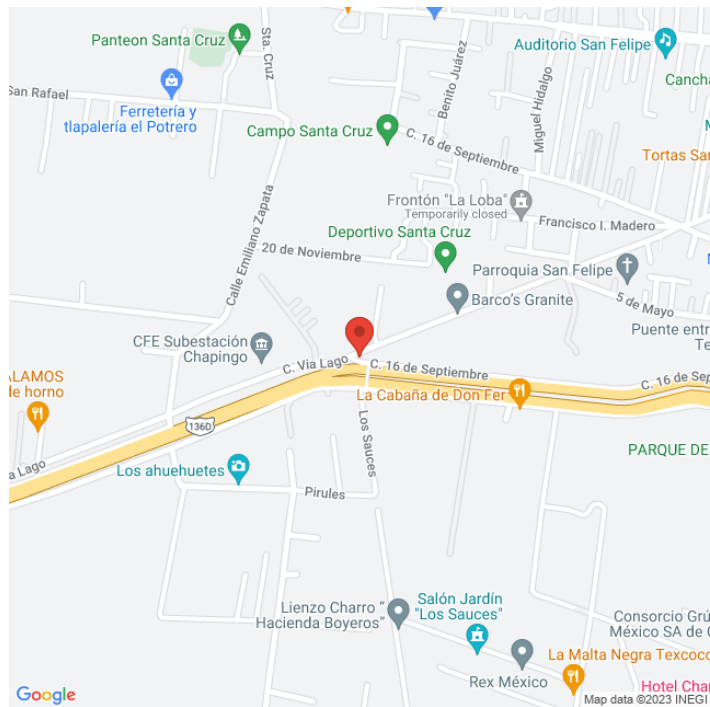 Panteon Santa Cruz
Sta. Cruz
Auditorio San Felipe
Benito Juárez
Miguel Hidalgo
San Rafael
Ferretería y
tlapalería el Potrero
Campo Santa Cruz
C. 16 de Septiembre
Tortas
Calle Emiliano Zapata
Frontón "La Loba"
Temporarily closed
Francisco I. Madero
20 de Noviembre
Deportivo Santa Cruz
Parroquia San Felipe
5 de Mayo
Barco's Granite
CFE Subestación
Chapingo
Puente
C. Via Lago
C. 16 de Septiembre
C. 16 de
ALAMOS
de horno
La Cabaña de Don Fer
136D
Los Sauces
Lago
Los ahuehuetes
PARQUE DE
Pirules
Salón Jardín
"Los Sauces"
Lienzo Charro "
Hacienda Boyeros"
Consorcio
México SA de
La Malta Negra Texcoco
Rex México
Hotel
Google
Map data ©2023 INEGI